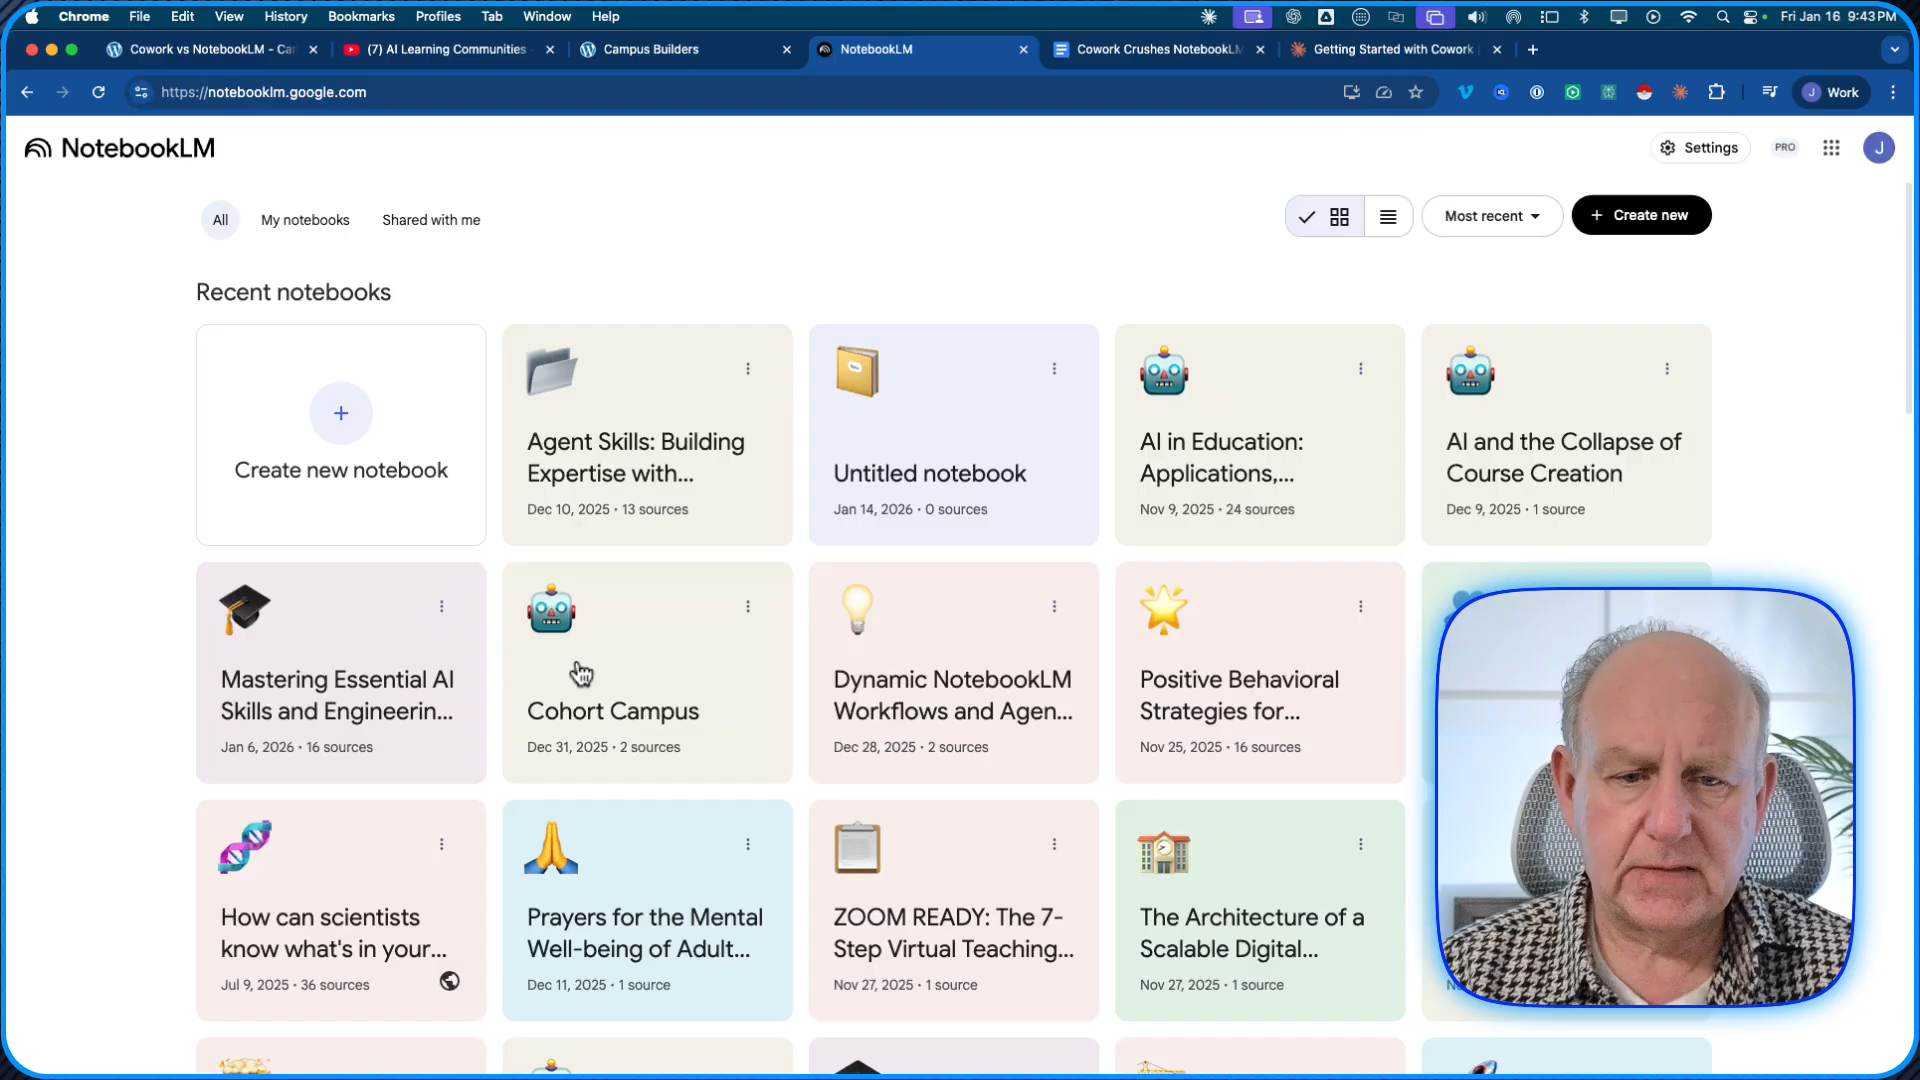 Chrome File Edit View History Bookmarks Profiles Tab Window Help Fri Jan 16 9:43 PM
Cowork vs NotebookLM - Ca (7) AI Learning Communities Campus Builders NotebookLM Cowork Crushes NotebookLM Getting Started with Cowork
https://notebooklm.google.com Work
NotebookLM Settings PRO J
All My notebooks Shared with me Most recent Create new
Recent notebooks
Create new notebook
Agent Skills: Building
Expertise with...
Dec 10, 2025 · 13 sources
Untitled notebook
Jan 14, 2026 · 0 sources
AI in Education:
Applications,...
Nov 9, 2025 · 24 sources
AI and the Collapse of
Course Creation
Dec 9, 2025 · 1 source
Mastering Essential AI
Skills and Engineerin...
Jan 6, 2026 · 16 sources
Cohort Campus
Dec 31, 2025 · 2 sources
Dynamic NotebookLM
Workflows and Agen...
Dec 28, 2025 · 2 sources
Positive Behavioral
Strategies for...
Nov 25, 2025 · 16 sources
How can scientists
know what's in your...
Jul 9, 2025 · 36 sources
Prayers for the Mental
Well-being of Adult...
Dec 11, 2025 · 1 source
ZOOM READY: The 7-
Step Virtual Teaching...
Nov 27, 2025 · 1 source
The Architecture of a
Scalable Digital...
Nov 27, 2025 · 1 source